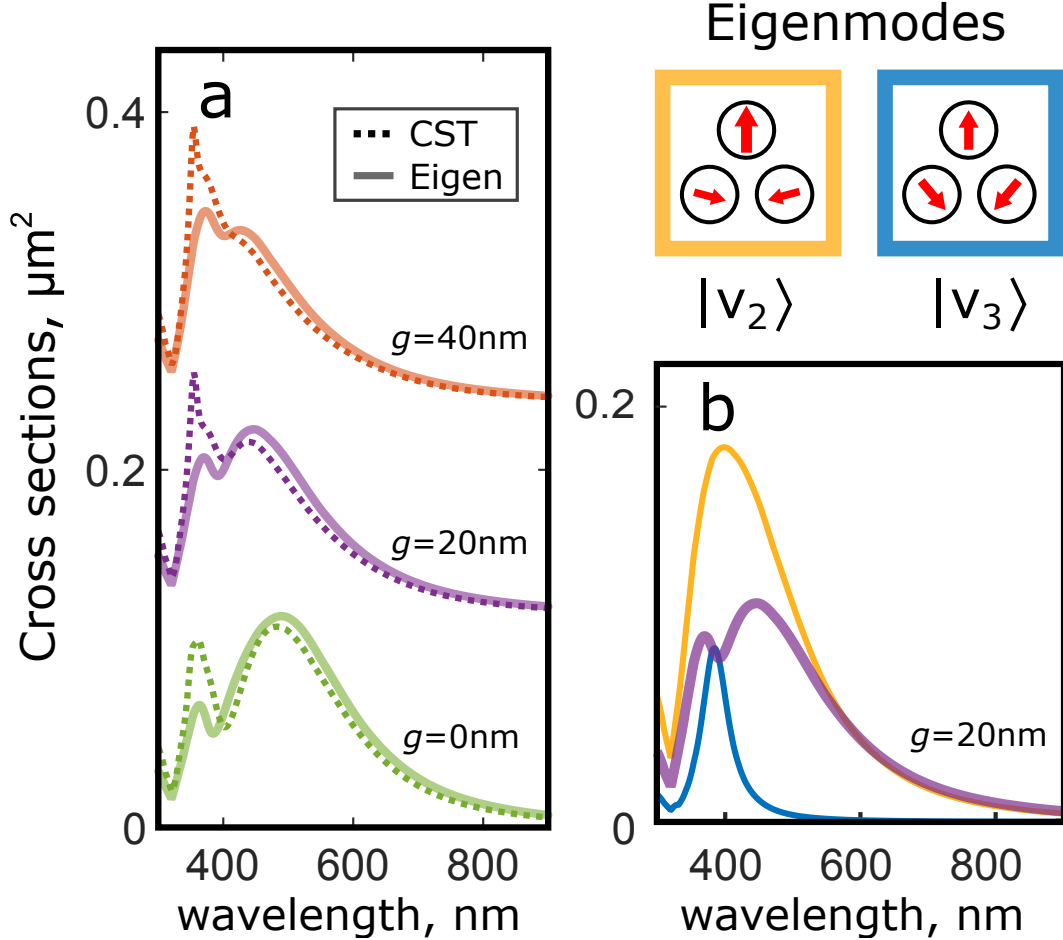 a
CST
Eigen
g=40nm
g=20nm
g=0nm
0.4
0.2
0
400
600
800
wavelength, nm
Cross sections, μm²
Eigenmodes
|v₂⟩
|v₃⟩
b
0.2
0
g=20nm
400
600
800
wavelength, nm